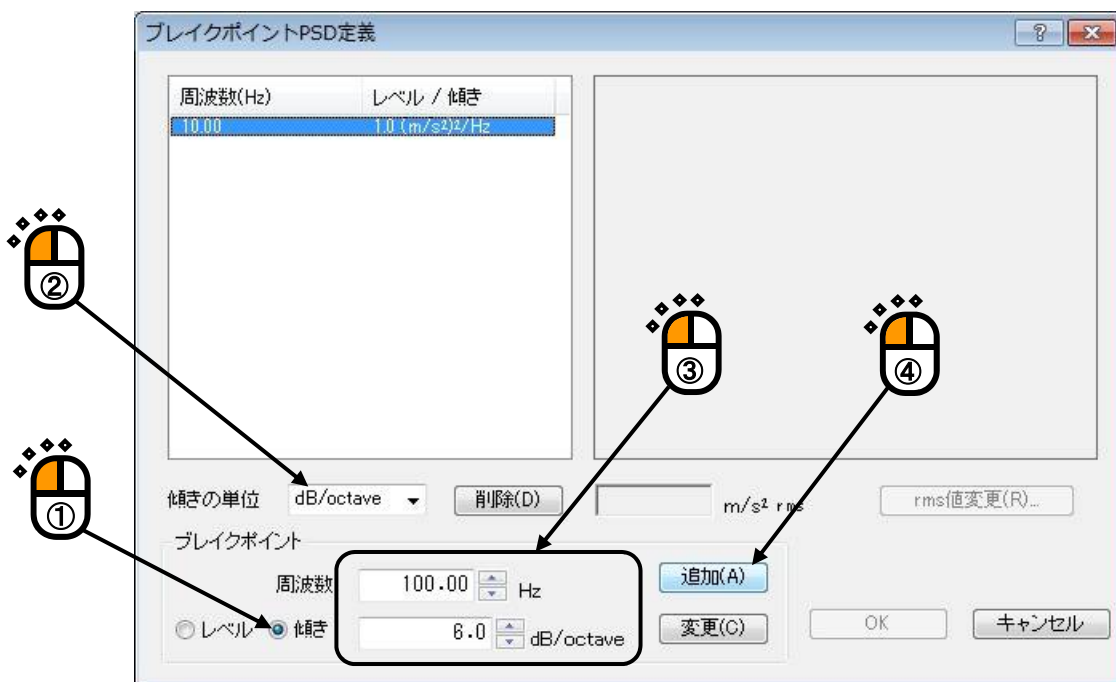 ブレイクポイントPSD定義
?
周波数(Hz) レベル / 傾き
10.00 1.0 (m/s²)²/Hz
②
③
④
①
傾きの単位 dB/octave 削除(D) m/s² rms rms値変更(R)...
ブレイクポイント
周波数 100.00 Hz 追加(A)
レベル 傾き 6.0 dB/octave 変更(C) OK キャンセル